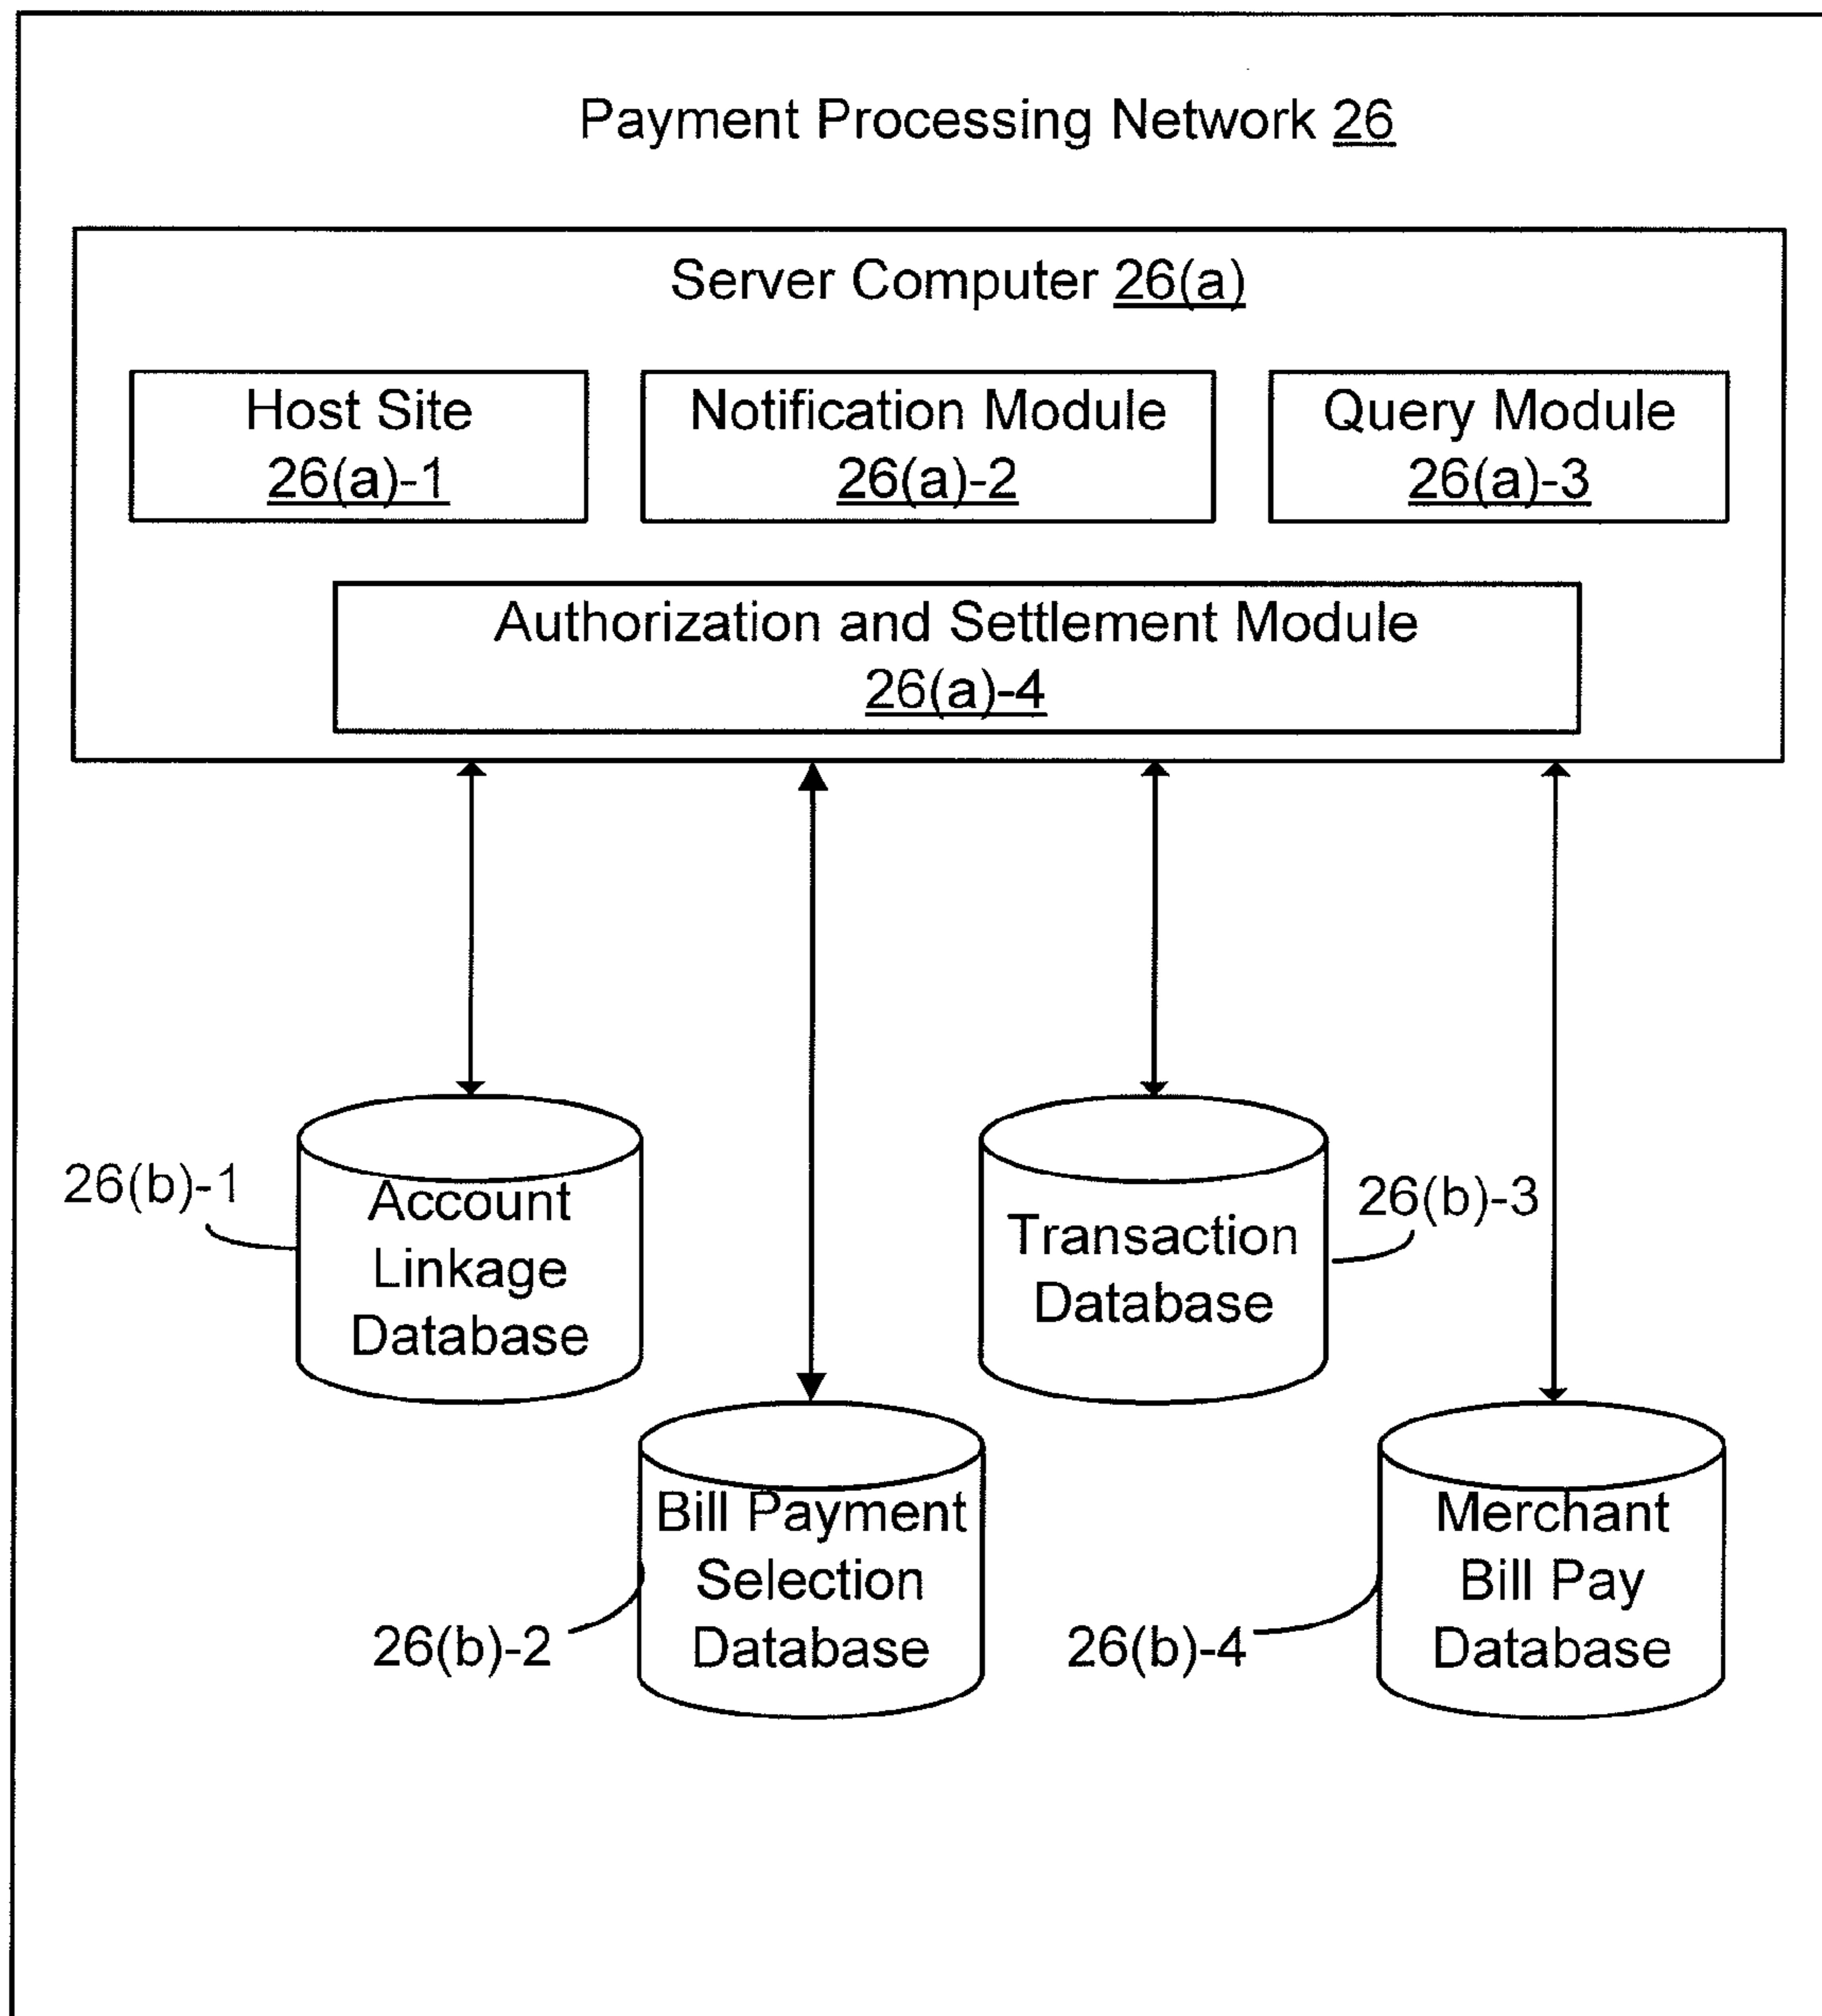 Payment Processing Network 26
Server Computer 26(a)
Host Site
26(a)-1
Notification Module
26(a)-2
Query Module
26(a)-3
Authorization and Settlement Module
26(a)-4
26(b)-1
Account
Linkage
Database
Transaction
Database
26(b)-3
Bill Payment
Selection
Database
26(b)-2
Merchant
Bill Pay
Database
26(b)-4